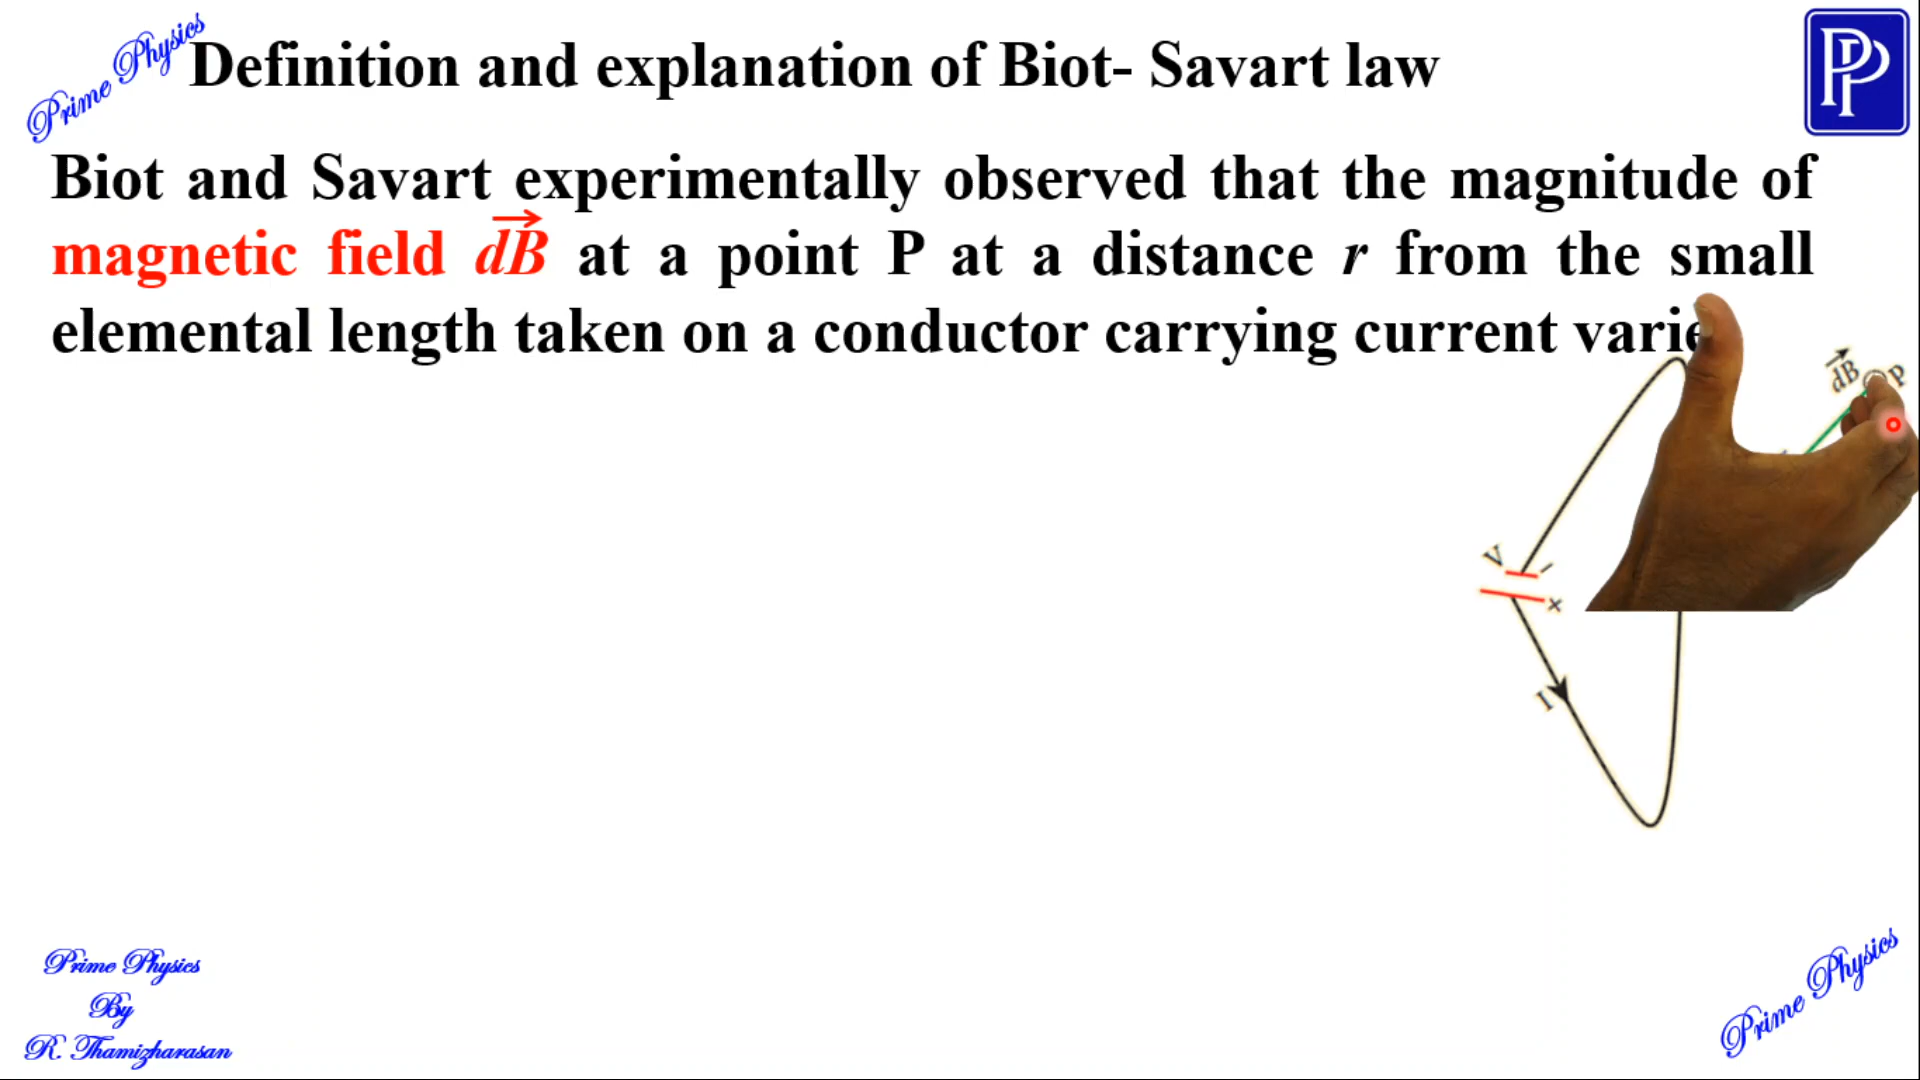 Prime Physics
Definition and explanation of Biot- Savart law
PP
Biot and Savart experimentally observed that the magnitude of
magnetic field dB⃗ at a point P at a distance r from the small
elemental length taken on a conductor carrying current varie
dB⃗ P
V -
+
I
Prime Physics
By
R. Thamizharasan
Prime Physics